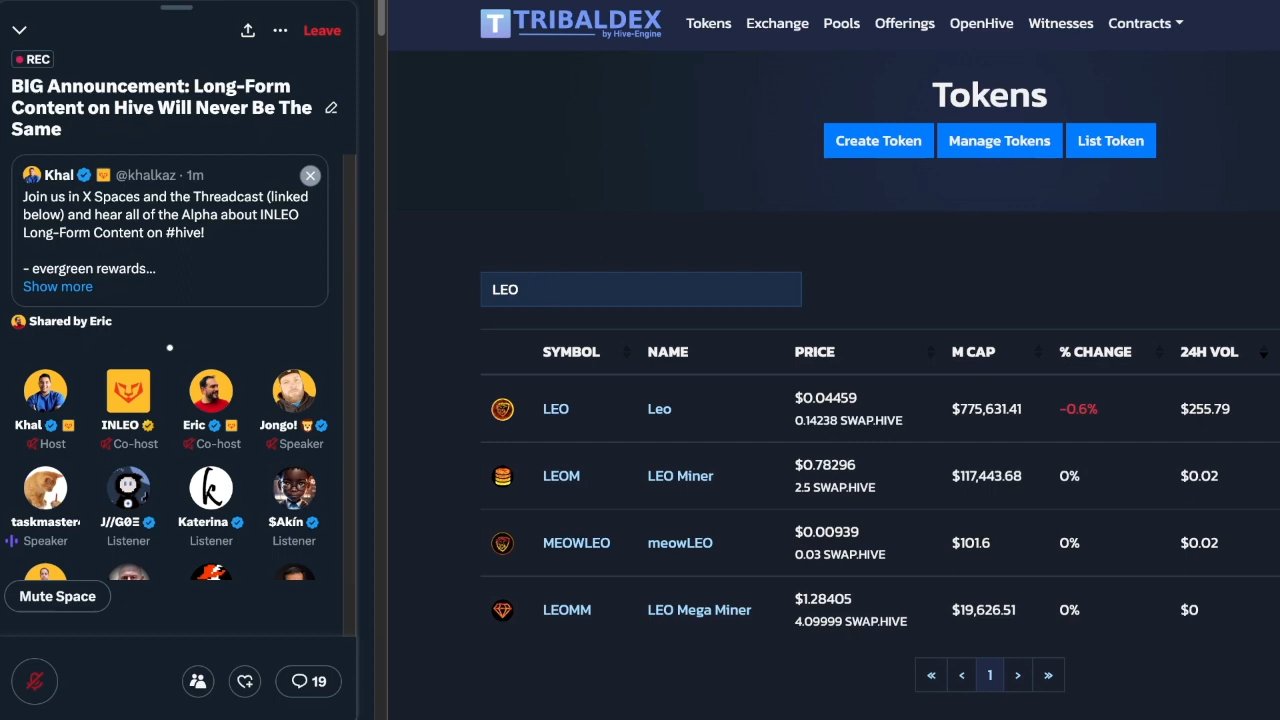 Leave
REC
BIG Announcement: Long-Form
Content on Hive Will Never Be The
Same
Khal @khalkaz · 1m
Join us in X Spaces and the Threadcast (linked
below) and hear all of the Alpha about INLEO
Long-Form Content on #hive!
- evergreen rewards...
Show more
Shared by Eric
Khal INLEO Eric Jongo!
Host Co-host Co-host Speaker
taskmaster J//GΘΞ Katerina $Akín
Speaker Listener Listener Listener
Mute Space
19
TRIBALDEX
by Hive-Engine
Tokens Exchange Pools Offerings OpenHive Witnesses Contracts
Tokens
Create Token Manage Tokens List Token
LEO
SYMBOL NAME PRICE M CAP % CHANGE 24H VOL
LEO Leo $0.04459 $775,631.41 -0.6% $255.79
0.14238 SWAP.HIVE
LEOM LEO Miner $0.78296 $117,443.68 0% $0.02
2.5 SWAP.HIVE
MEOWLEO meowLEO $0.00939 $101.6 0% $0.02
0.03 SWAP.HIVE
LEOMM LEO Mega Miner $1.28405 $19,626.51 0% $0
4.09999 SWAP.HIVE
« ‹ 1 › »